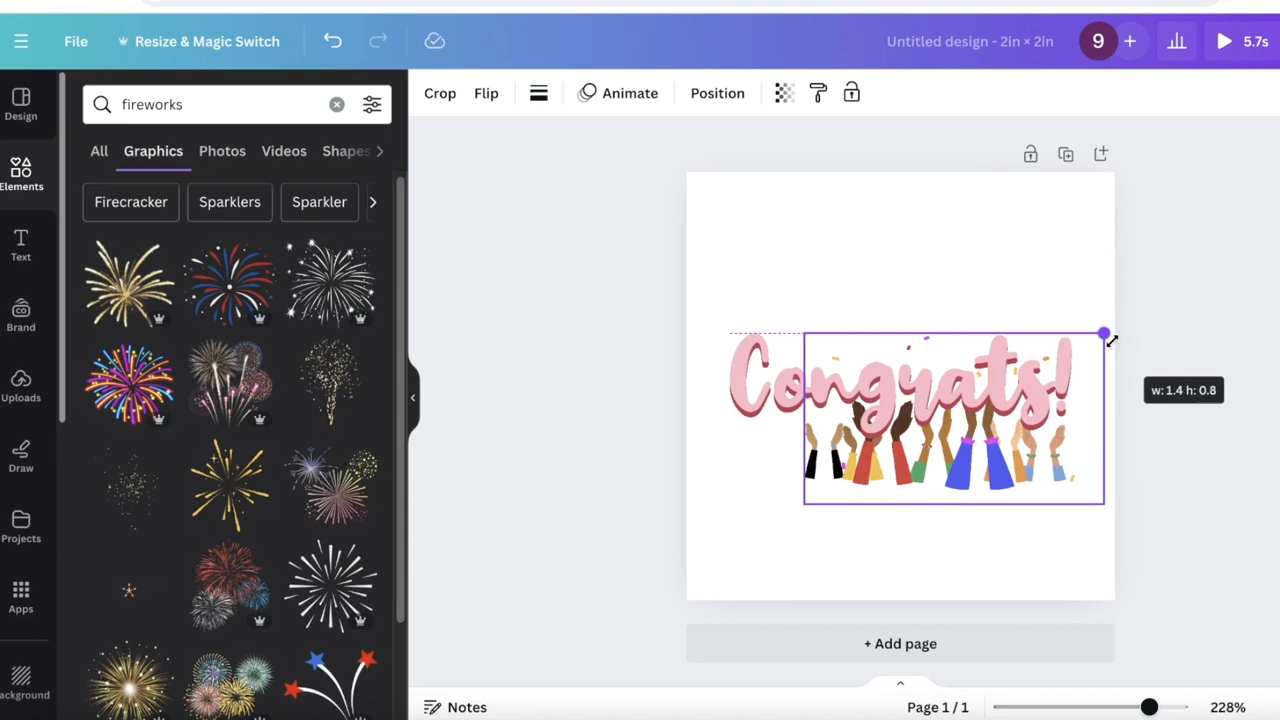 File
Resize & Magic Switch
Untitled design - 2in × 2in
9
5.7s
Design
Elements
Text
Brand
Uploads
Draw
Projects
Apps
ackground
fireworks
All Graphics Photos Videos Shapes
Firecracker Sparklers Sparkler
Crop Flip Animate Position
Congrats!
w: 1.4 h: 0.8
+ Add page
Notes
Page 1 / 1
228%